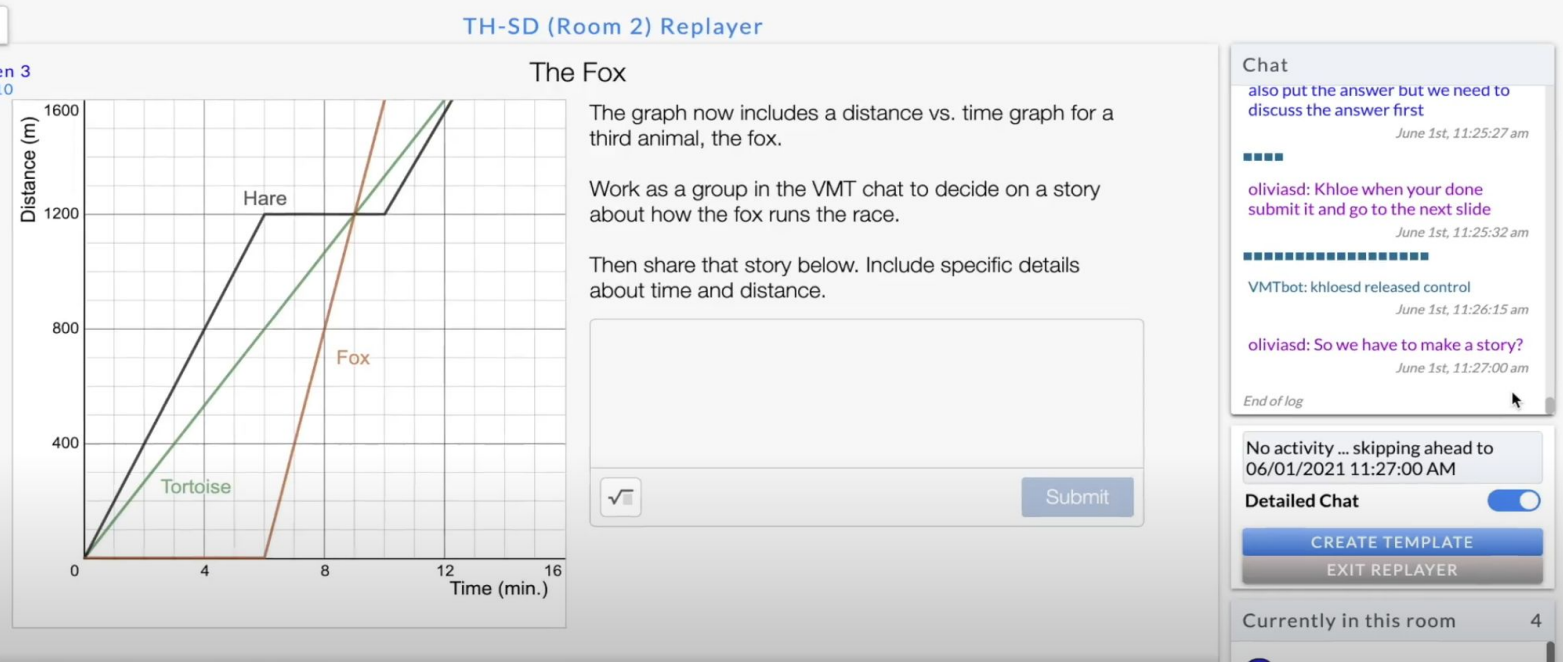 TH-SD (Room 2) Replayer
en 3
10
The Fox
1600
1200
800
400
0
4
8
12
16
Distance (m)
Time (min.)
Hare
Fox
Tortoise
The graph now includes a distance vs. time graph for a
third animal, the fox.
Work as a group in the VMT chat to decide on a story
about how the fox runs the race.
Then share that story below. Include specific details
about time and distance.
√
Submit
Chat
also put the answer but we need to
discuss the answer first
June 1st, 11:25:27 am
oliviasd: Khloe when your done
submit it and go to the next slide
June 1st, 11:25:32 am
VMTbot: khloesd released control
June 1st, 11:26:15 am
oliviasd: So we have to make a story?
June 1st, 11:27:00 am
End of log
No activity ... skipping ahead to
06/01/2021 11:27:00 AM
Detailed Chat
CREATE TEMPLATE
EXIT REPLAYER
Currently in this room 4